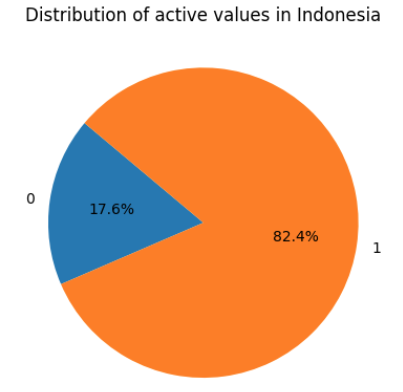 Distribution of active values in Indonesia
0
17.6%
82.4%
1